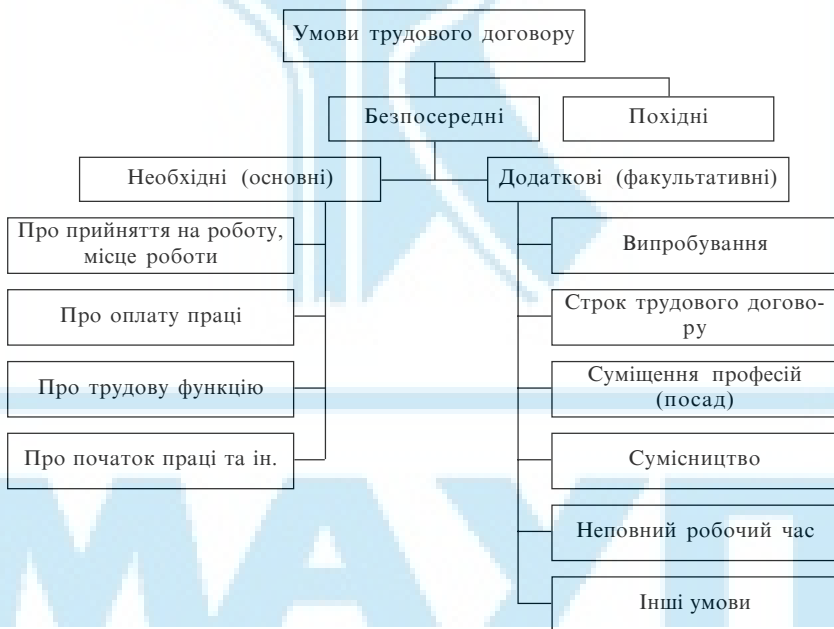 Умови трудового договору
Безпосередні
Похідні
Необхідні (основні)
Додаткові (факультативні)
Про прийняття на роботу,
місце роботи
Про оплату праці
Про трудову функцію
Про початок праці та ін.
Випробування
Строк трудового догово-
ру
Суміщення професій
(посад)
Сумісництво
Неповний робочий час
Інші умови
МАУП